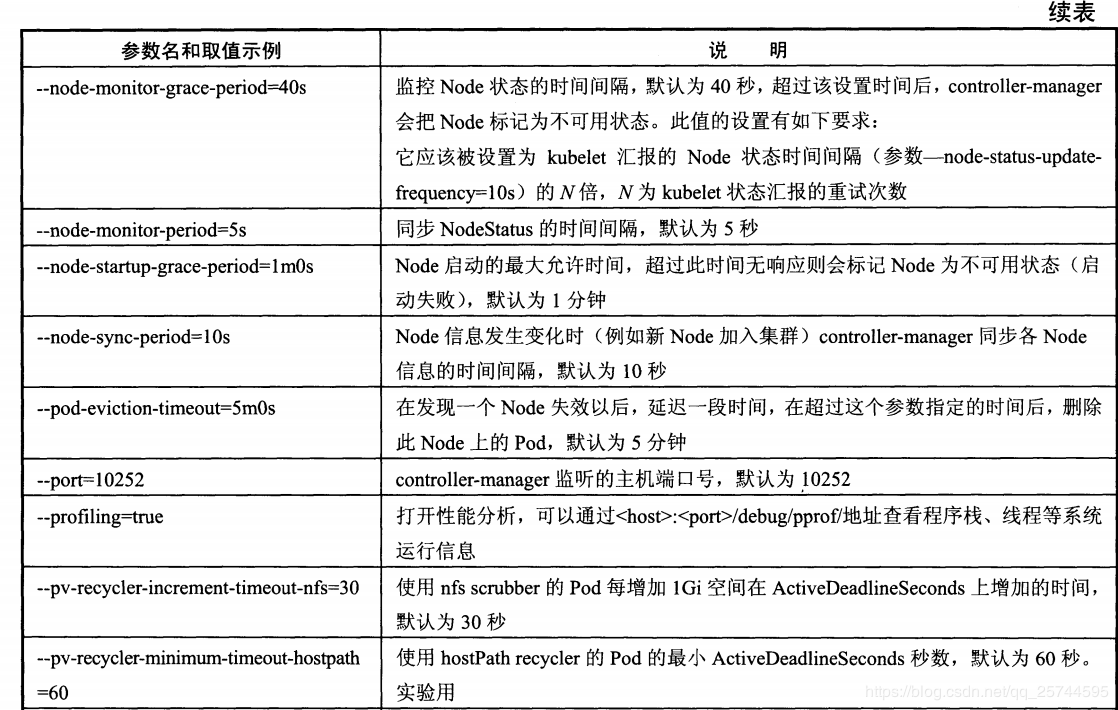 续表
参数名和取值示例 说 明
--node-monitor-grace-period=40s 监控 Node 状态的时间间隔，默认为 40 秒，超过该设置时间后，controller-manager
会把 Node 标记为不可用状态。此值的设置有如下要求：
它应该被设置为 kubelet 汇报的 Node 状态时间间隔（参数—node-status-update-
frequency=10s）的 N 倍，N 为 kubelet 状态汇报的重试次数
--node-monitor-period=5s 同步 NodeStatus 的时间间隔，默认为 5 秒
--node-startup-grace-period=1m0s Node 启动的最大允许时间，超过此时间无响应则会标记 Node 为不可用状态（启
动失败），默认为 1 分钟
--node-sync-period=10s Node 信息发生变化时（例如新 Node 加入集群）controller-manager 同步各 Node
信息的时间间隔，默认为 10 秒
--pod-eviction-timeout=5m0s 在发现一个 Node 失效以后，延迟一段时间，在超过这个参数指定的时间后，删除
此 Node 上的 Pod，默认为 5 分钟
--port=10252 controller-manager 监听的主机端口号，默认为 10252
--profiling=true 打开性能分析，可以通过<host>:<port>/debug/pprof/地址查看程序栈、线程等系统
运行信息
--pv-recycler-increment-timeout-nfs=30 使用 nfs scrubber 的 Pod 每增加 1Gi 空间在 ActiveDeadlineSeconds 上增加的时间，
默认为 30 秒
--pv-recycler-minimum-timeout-hostpath 使用 hostPath recycler 的 Pod 的最小 ActiveDeadlineSeconds 秒数，默认为 60 秒。
=60 实验用
https://blog.csdn.net/qq_25744595